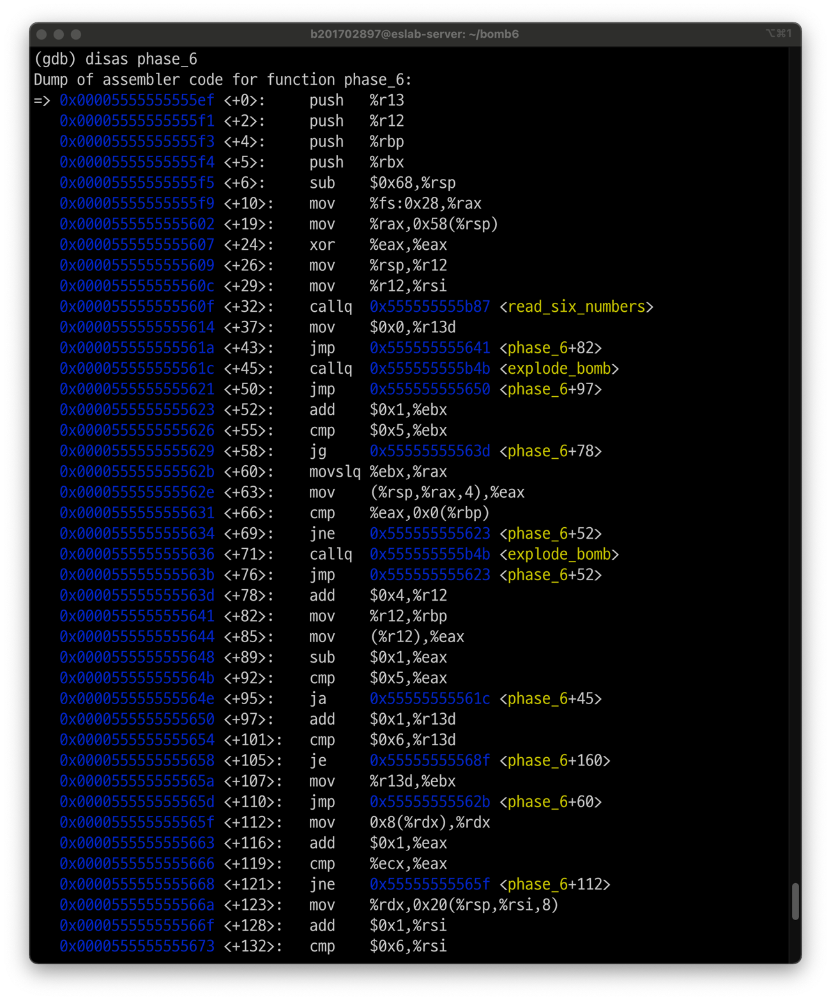 b201702897@eslab-server: ~/bomb6
⌥⌘1
(gdb) disas phase_6
Dump of assembler code for function phase_6:
=> 0x00005555555555ef <+0>:     push   %r13
   0x00005555555555f1 <+2>:     push   %r12
   0x00005555555555f3 <+4>:     push   %rbp
   0x00005555555555f4 <+5>:     push   %rbx
   0x00005555555555f5 <+6>:     sub    $0x68,%rsp
   0x00005555555555f9 <+10>:    mov    %fs:0x28,%rax
   0x0000555555555602 <+19>:    mov    %rax,0x58(%rsp)
   0x0000555555555607 <+24>:    xor    %eax,%eax
   0x0000555555555609 <+26>:    mov    %rsp,%r12
   0x000055555555560c <+29>:    mov    %r12,%rsi
   0x000055555555560f <+32>:    callq  0x555555555b87 <read_six_numbers>
   0x0000555555555614 <+37>:    mov    $0x0,%r13d
   0x000055555555561a <+43>:    jmp    0x555555555641 <phase_6+82>
   0x000055555555561c <+45>:    callq  0x555555555b4b <explode_bomb>
   0x0000555555555621 <+50>:    jmp    0x555555555650 <phase_6+97>
   0x0000555555555623 <+52>:    add    $0x1,%ebx
   0x0000555555555626 <+55>:    cmp    $0x5,%ebx
   0x0000555555555629 <+58>:    jg     0x55555555563d <phase_6+78>
   0x000055555555562b <+60>:    movslq %ebx,%rax
   0x000055555555562e <+63>:    mov    (%rsp,%rax,4),%eax
   0x0000555555555631 <+66>:    cmp    %eax,0x0(%rbp)
   0x0000555555555634 <+69>:    jne    0x555555555623 <phase_6+52>
   0x0000555555555636 <+71>:    callq  0x555555555b4b <explode_bomb>
   0x000055555555563b <+76>:    jmp    0x555555555623 <phase_6+52>
   0x000055555555563d <+78>:    add    $0x4,%r12
   0x0000555555555641 <+82>:    mov    %r12,%rbp
   0x0000555555555644 <+85>:    mov    (%r12),%eax
   0x0000555555555648 <+89>:    sub    $0x1,%eax
   0x000055555555564b <+92>:    cmp    $0x5,%eax
   0x000055555555564e <+95>:    ja     0x55555555561c <phase_6+45>
   0x0000555555555650 <+97>:    add    $0x1,%r13d
   0x0000555555555654 <+101>:   cmp    $0x6,%r13d
   0x0000555555555658 <+105>:   je     0x55555555568f <phase_6+160>
   0x000055555555565a <+107>:   mov    %r13d,%ebx
   0x000055555555565d <+110>:   jmp    0x55555555562b <phase_6+60>
   0x000055555555565f <+112>:   mov    0x8(%rdx),%rdx
   0x0000555555555663 <+116>:   add    $0x1,%eax
   0x0000555555555666 <+119>:   cmp    %ecx,%eax
   0x0000555555555668 <+121>:   jne    0x55555555565f <phase_6+112>
   0x000055555555566a <+123>:   mov    %rdx,0x20(%rsp,%rsi,8)
   0x000055555555566f <+128>:   add    $0x1,%rsi
   0x0000555555555673 <+132>:   cmp    $0x6,%rsi